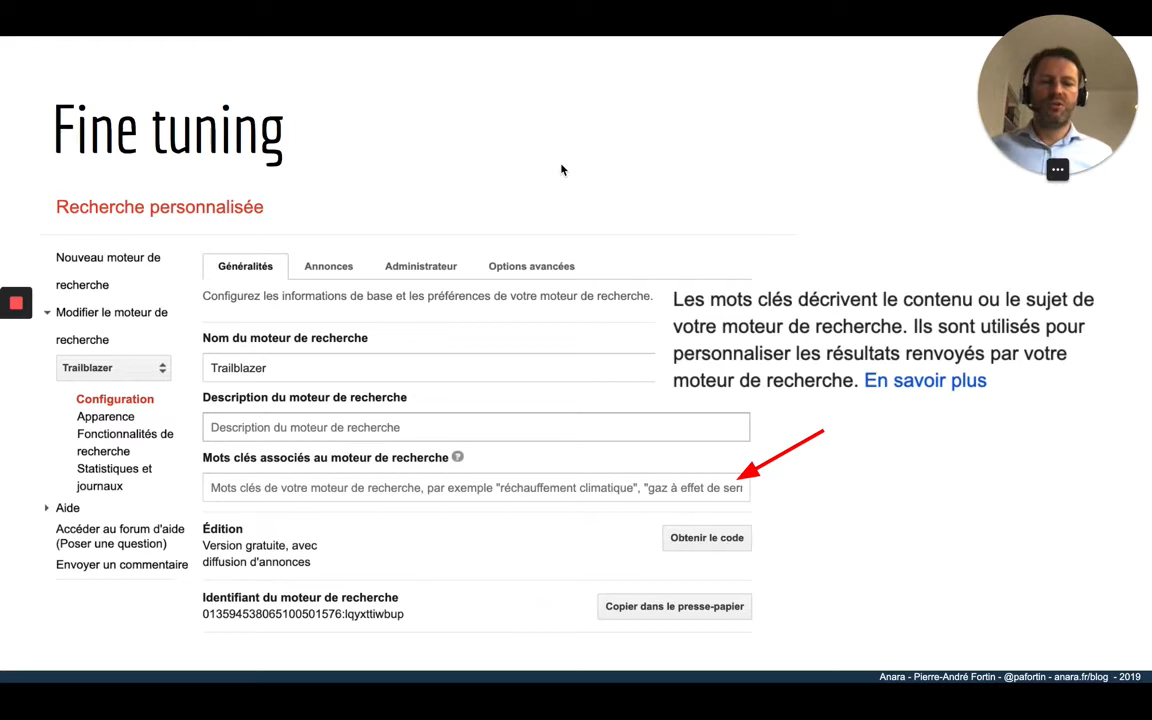 Fine tuning
Recherche personnalisée
Nouveau moteur de
recherche
Modifier le moteur de
recherche
Trailblazer
Configuration
Apparence
Fonctionnalités de
recherche
Statistiques et
journaux
Aide
Accéder au forum d'aide
(Poser une question)
Envoyer un commentaire
Généralités Annonces Administrateur Options avancées
Configurez les informations de base et les préférences de votre moteur de recherche.
Nom du moteur de recherche
Trailblazer
Description du moteur de recherche
Description du moteur de recherche
Mots clés associés au moteur de recherche ?
Mots clés de votre moteur de recherche, par exemple "réchauffement climatique", "gaz à effet de serr
Édition
Version gratuite, avec
diffusion d'annonces
Obtenir le code
Identifiant du moteur de recherche
013594538065100501576:lqyxttiwbup
Copier dans le presse-papier
Les mots clés décrivent le contenu ou le sujet de
votre moteur de recherche. Ils sont utilisés pour
personnaliser les résultats renvoyés par votre
moteur de recherche. En savoir plus
Anara - Pierre-André Fortin - @pafortin - anara.fr/blog - 2019